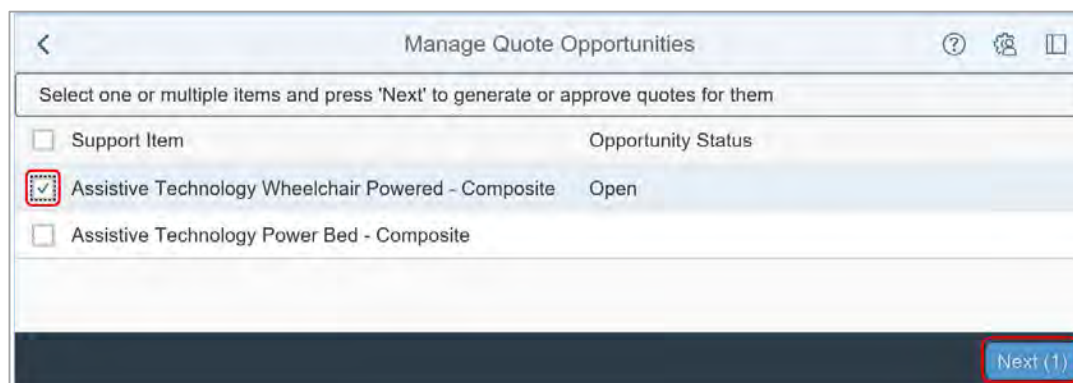 Manage Quote Opportunities
Select one or multiple items and press 'Next' to generate or approve quotes for them
Support Item Opportunity Status
Assistive Technology Wheelchair Powered - Composite Open
Assistive Technology Power Bed - Composite
Next (1)